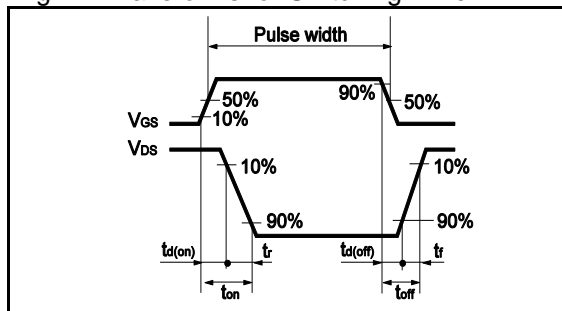 Pulse width
90%
50%
50%
10%
VGS
VDS
10%
10%
90%
90%
td(on)
tr
td(off)
tf
ton
toff